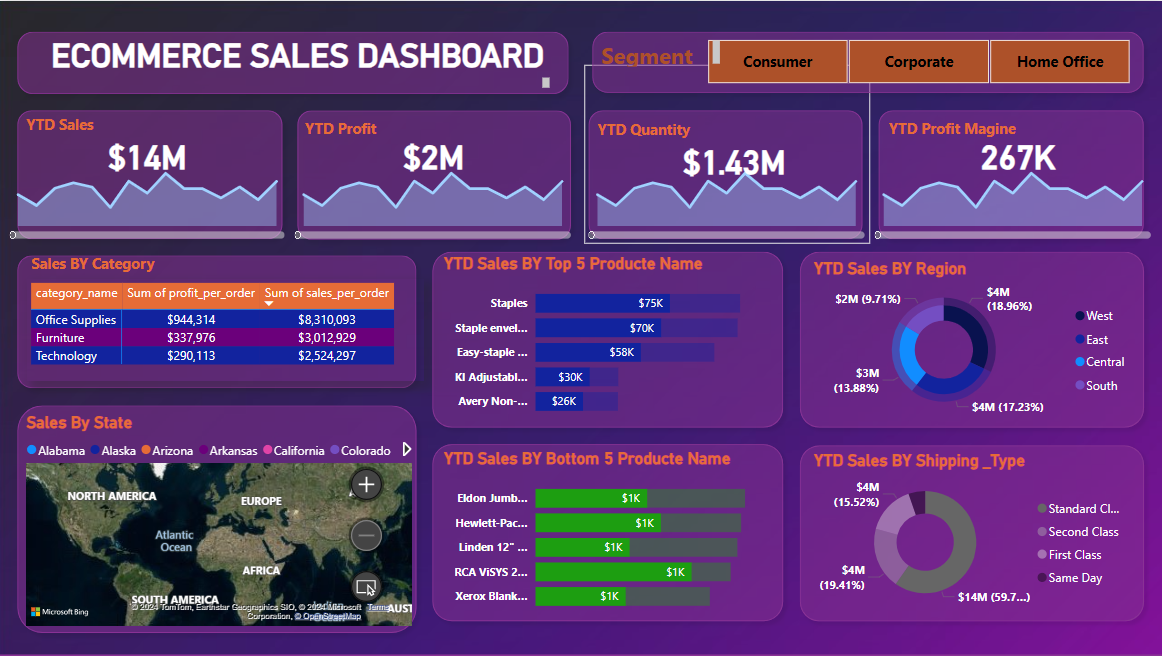 ECOMMERCE SALES DASHBOARD
Segment
Consumer
Corporate
Home Office
YTD Sales
$14M
YTD Profit
$2M
YTD Quantity
$1.43M
YTD Profit Magine
267K
Sales BY Category
category_name Sum of profit_per_order Sum of sales_per_order
Office Supplies $944,314 $8,310,093
Furniture $337,976 $3,012,929
Technology $290,113 $2,524,297
Sales By State
Alabama Alaska Arizona Arkansas California Colorado
NORTH AMERICA
EUROPE
Atlantic
Ocean
AFRICA
SOUTH AMERICA
AUST
Microsoft Bing
© 2024 TomTom, Earthstar Geographics SIO, © 2024 Microsoft
Corporation, © OpenStreetMap
Terms
YTD Sales BY Top 5 Producte Name
Staples $75K
Staple envel... $70K
Easy-staple ... $58K
KI Adjustabl... $30K
Avery Non-... $26K
YTD Sales BY Bottom 5 Producte Name
Eldon Jumb... $1K
Hewlett-Pac... $1K
Linden 12" ... $1K
RCA ViSYS 2... $1K
Xerox Blank... $1K
YTD Sales BY Region
$2M (9.71%)
$4M
(18.96%)
$3M
(13.88%)
$4M (17.23%)
West
East
Central
South
YTD Sales BY Shipping _Type
$4M
(15.52%)
$4M
(19.41%)
$14M (59.7...)
Standard Cl...
Second Class
First Class
Same Day